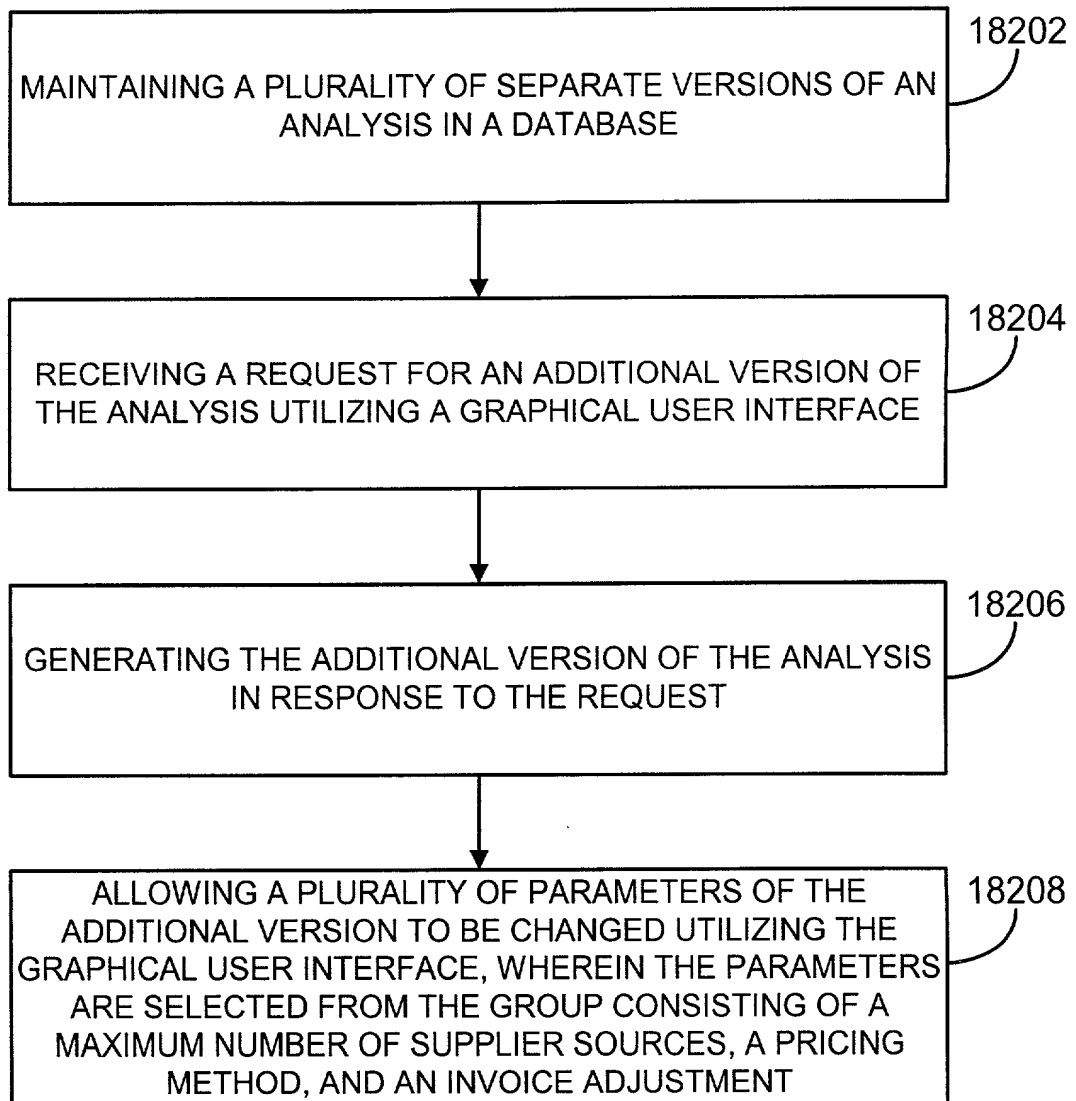 18202
MAINTAINING A PLURALITY OF SEPARATE VERSIONS OF AN
ANALYSIS IN A DATABASE
18204
RECEIVING A REQUEST FOR AN ADDITIONAL VERSION OF
THE ANALYSIS UTILIZING A GRAPHICAL USER INTERFACE
18206
GENERATING THE ADDITIONAL VERSION OF THE ANALYSIS
IN RESPONSE TO THE REQUEST
18208
ALLOWING A PLURALITY OF PARAMETERS OF THE
ADDITIONAL VERSION TO BE CHANGED UTILIZING THE
GRAPHICAL USER INTERFACE, WHEREIN THE PARAMETERS
ARE SELECTED FROM THE GROUP CONSISTING OF A
MAXIMUM NUMBER OF SUPPLIER SOURCES, A PRICING
METHOD, AND AN INVOICE ADJUSTMENT